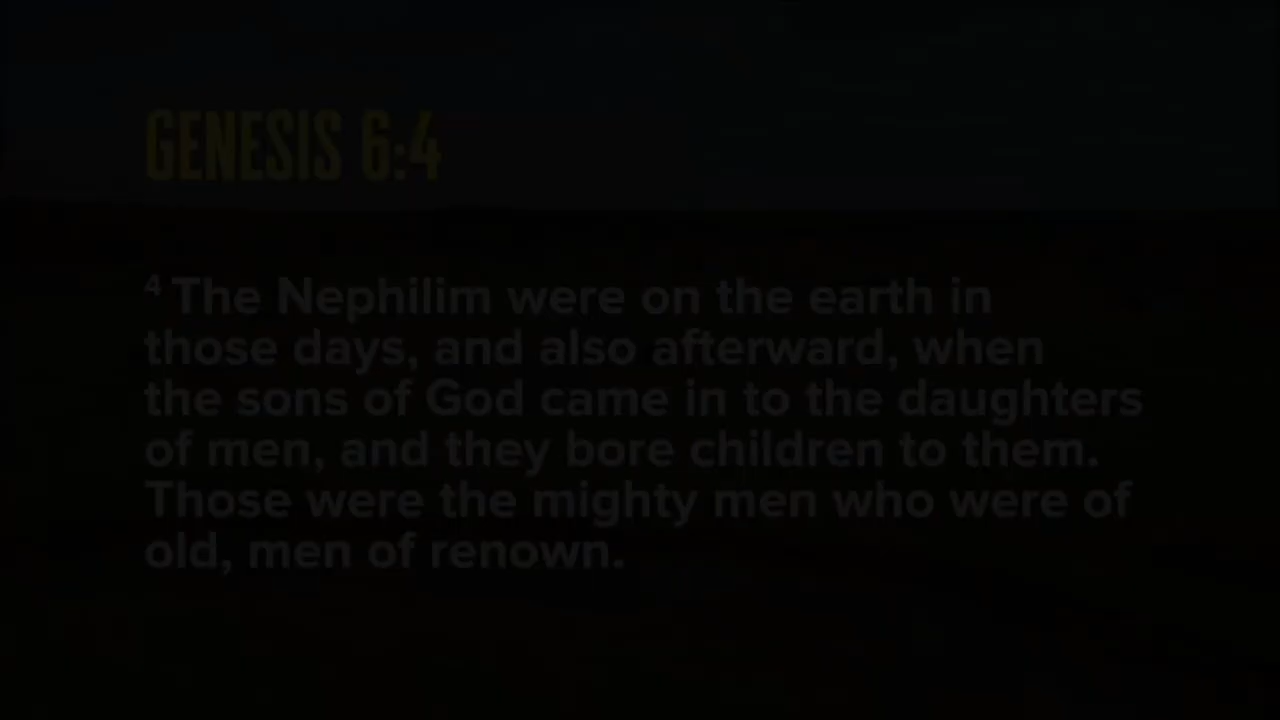 GENESIS 6:4
4 The Nephilim were on the earth in
those days, and also afterward, when
the sons of God came in to the daughters
of men, and they bore children to them.
Those were the mighty men who were of
old, men of renown.